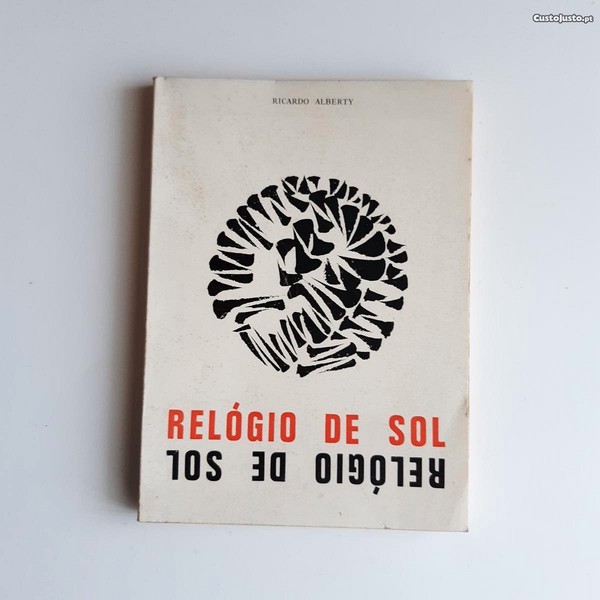 CustoJusto.pt
RICARDO ALBERTY
RELÓGIO DE SOL
RELÓGIO DE SOL